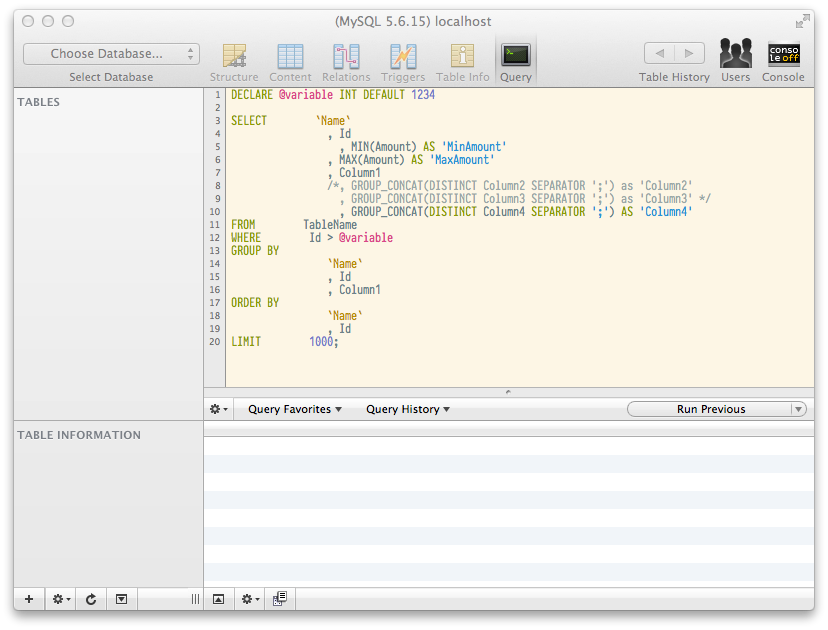 (MySQL 5.6.15) localhost
Choose Database...
Select Database
Structure
Content
Relations
Triggers
Table Info
Query
Table History
Users
conso
le off
Console
TABLES
1 DECLARE @variable INT DEFAULT 1234
2
3 SELECT `Name`
4 , Id
5 , MIN(Amount) AS 'MinAmount'
6 , MAX(Amount) AS 'MaxAmount'
7 , Column1
8 /*, GROUP_CONCAT(DISTINCT Column2 SEPARATOR ';') as 'Column2'
9 , GROUP_CONCAT(DISTINCT Column3 SEPARATOR ';') as 'Column3' */
10 , GROUP_CONCAT(DISTINCT Column4 SEPARATOR ';') AS 'Column4'
11 FROM TableName
12 WHERE Id > @variable
13 GROUP BY
14 `Name`
15 , Id
16 , Column1
17 ORDER BY
18 `Name`
19 , Id
20 LIMIT 1000;
Query Favorites
Query History
Run Previous
TABLE INFORMATION